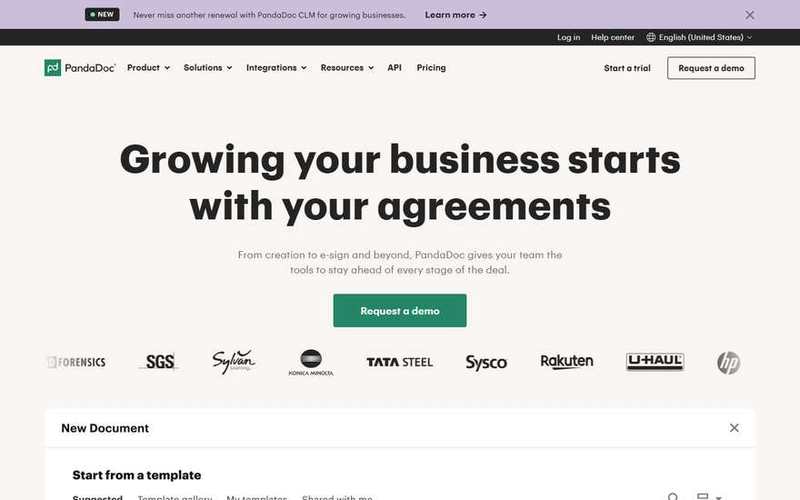 NEW Never miss another renewal with PandaDoc CLM for growing businesses. Learn more →
Log in Help center English (United States)
pd PandaDoc Product Solutions Integrations Resources API Pricing Start a trial Request a demo
Growing your business starts
with your agreements
From creation to e-sign and beyond, PandaDoc gives your team the
tools to stay ahead of every stage of the deal.
Request a demo
FORENSICS SGS Sylvan Learning KONICA MINOLTA TATA STEEL Sysco Rakuten U-HAUL hp
New Document
Start from a template
Suggested Template gallery My templates Shared with me